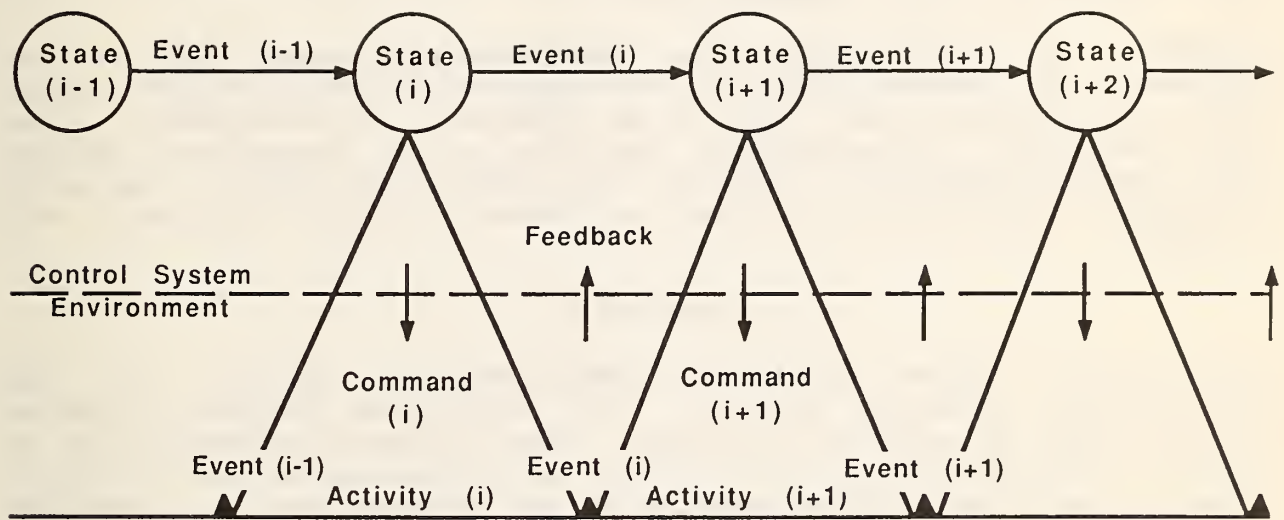 State
(i-1)
Event (i-1)
State
(i)
Event (i)
State
(i+1)
Event (i+1)
State
(i+2)
Feedback
Control System
Environment
Command
(i)
Command
(i+1)
Event (i-1)
Event (i)
Event (i+1)
Activity (i)
Activity (i+1)